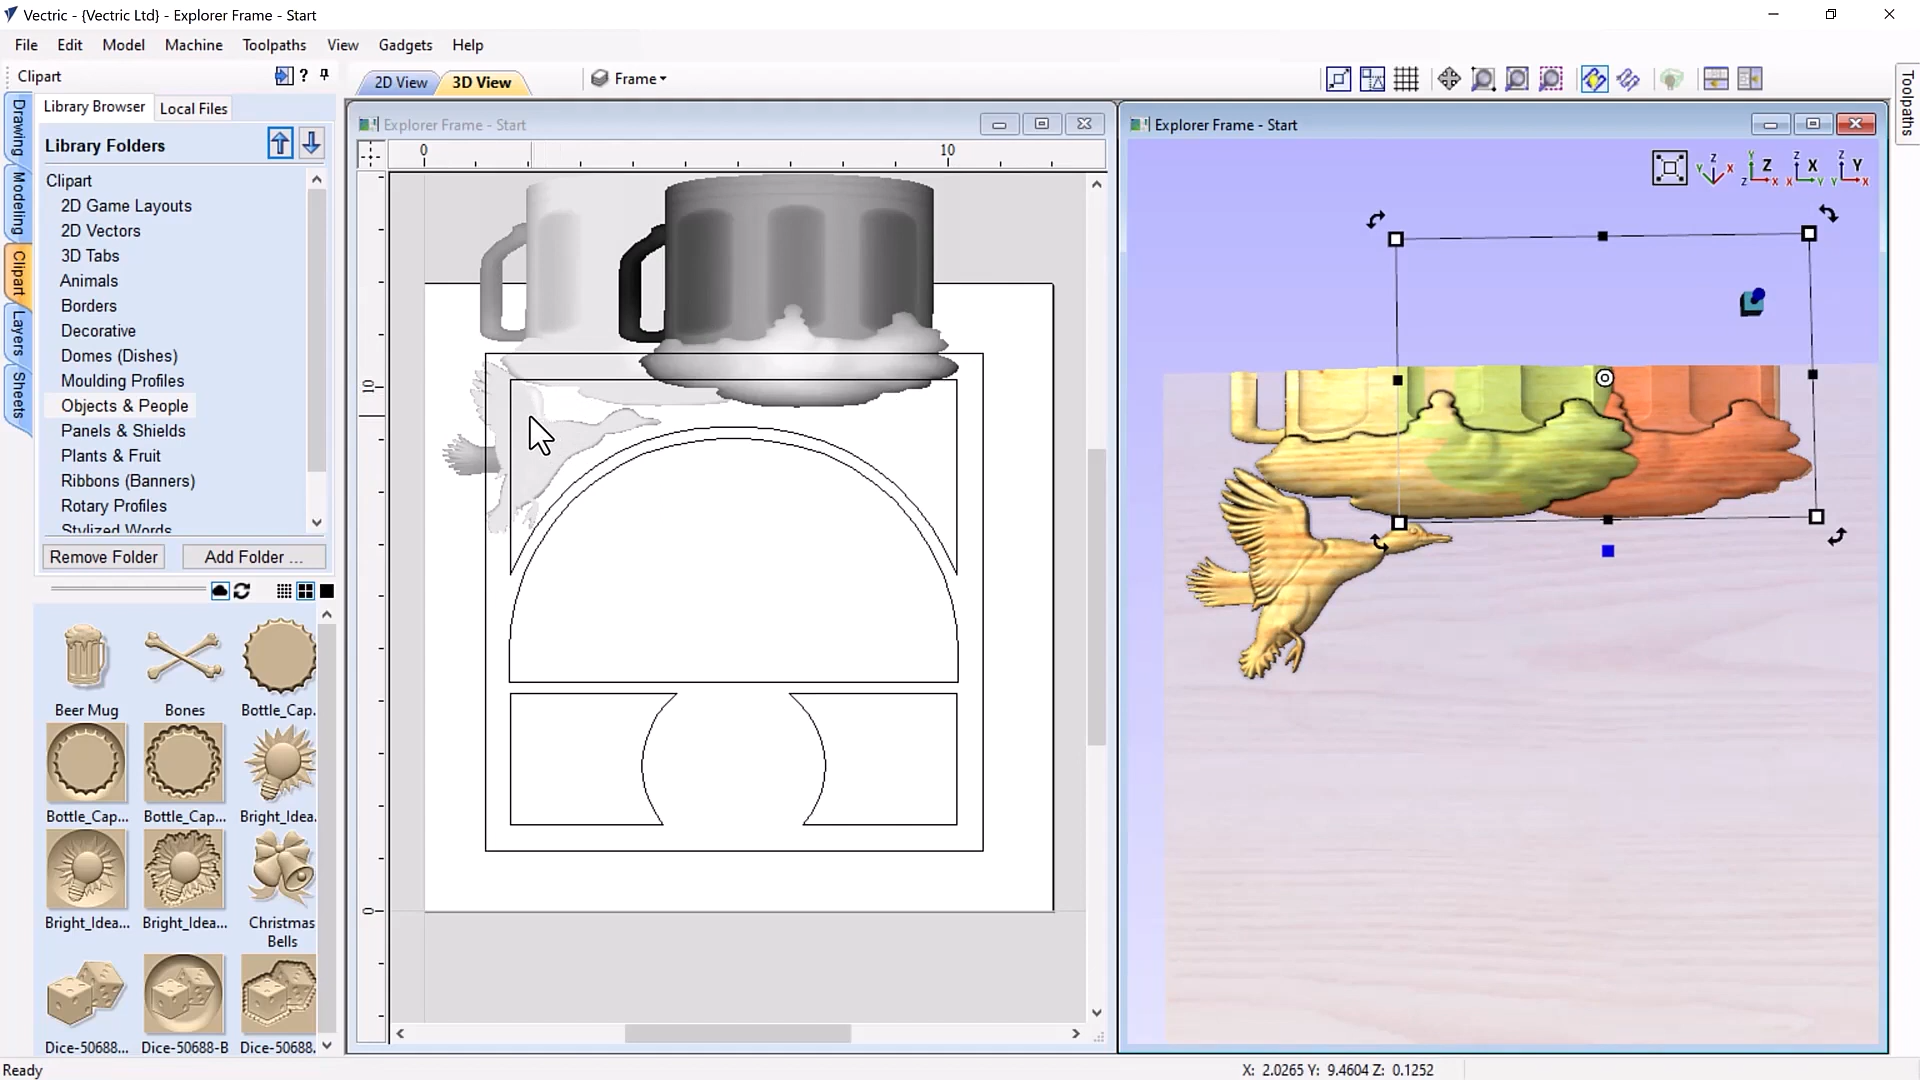 Vectric - {Vectric Ltd} - Explorer Frame - Start
File Edit Model Machine Toolpaths View Gadgets Help
Clipart
?
2D View
3D View
Frame
Toolpaths
Library Browser
Local Files
Drawing
Modeling
Clipart
Layers
Sheets
Library Folders
Clipart
2D Game Layouts
2D Vectors
3D Tabs
Animals
Borders
Decorative
Domes (Dishes)
Moulding Profiles
Objects & People
Panels & Shields
Plants & Fruit
Ribbons (Banners)
Rotary Profiles
Stylized Words
Remove Folder
Add Folder ...
Beer Mug
Bones
Bottle_Cap.
Bottle_Cap...
Bottle_Cap...
Bright_Idea.
Bright_Idea...
Bright_Idea...
Christmas
Bells
Dice-50688...
Dice-50688-B
Dice-50688.
Explorer Frame - Start
0
10
10
0
Explorer Frame - Start
Z
Y X
Y
Z
Z X
Z
X
X Y
Z
Y
Y X
Ready
X: 2.0265 Y: 9.4604 Z: 0.1252